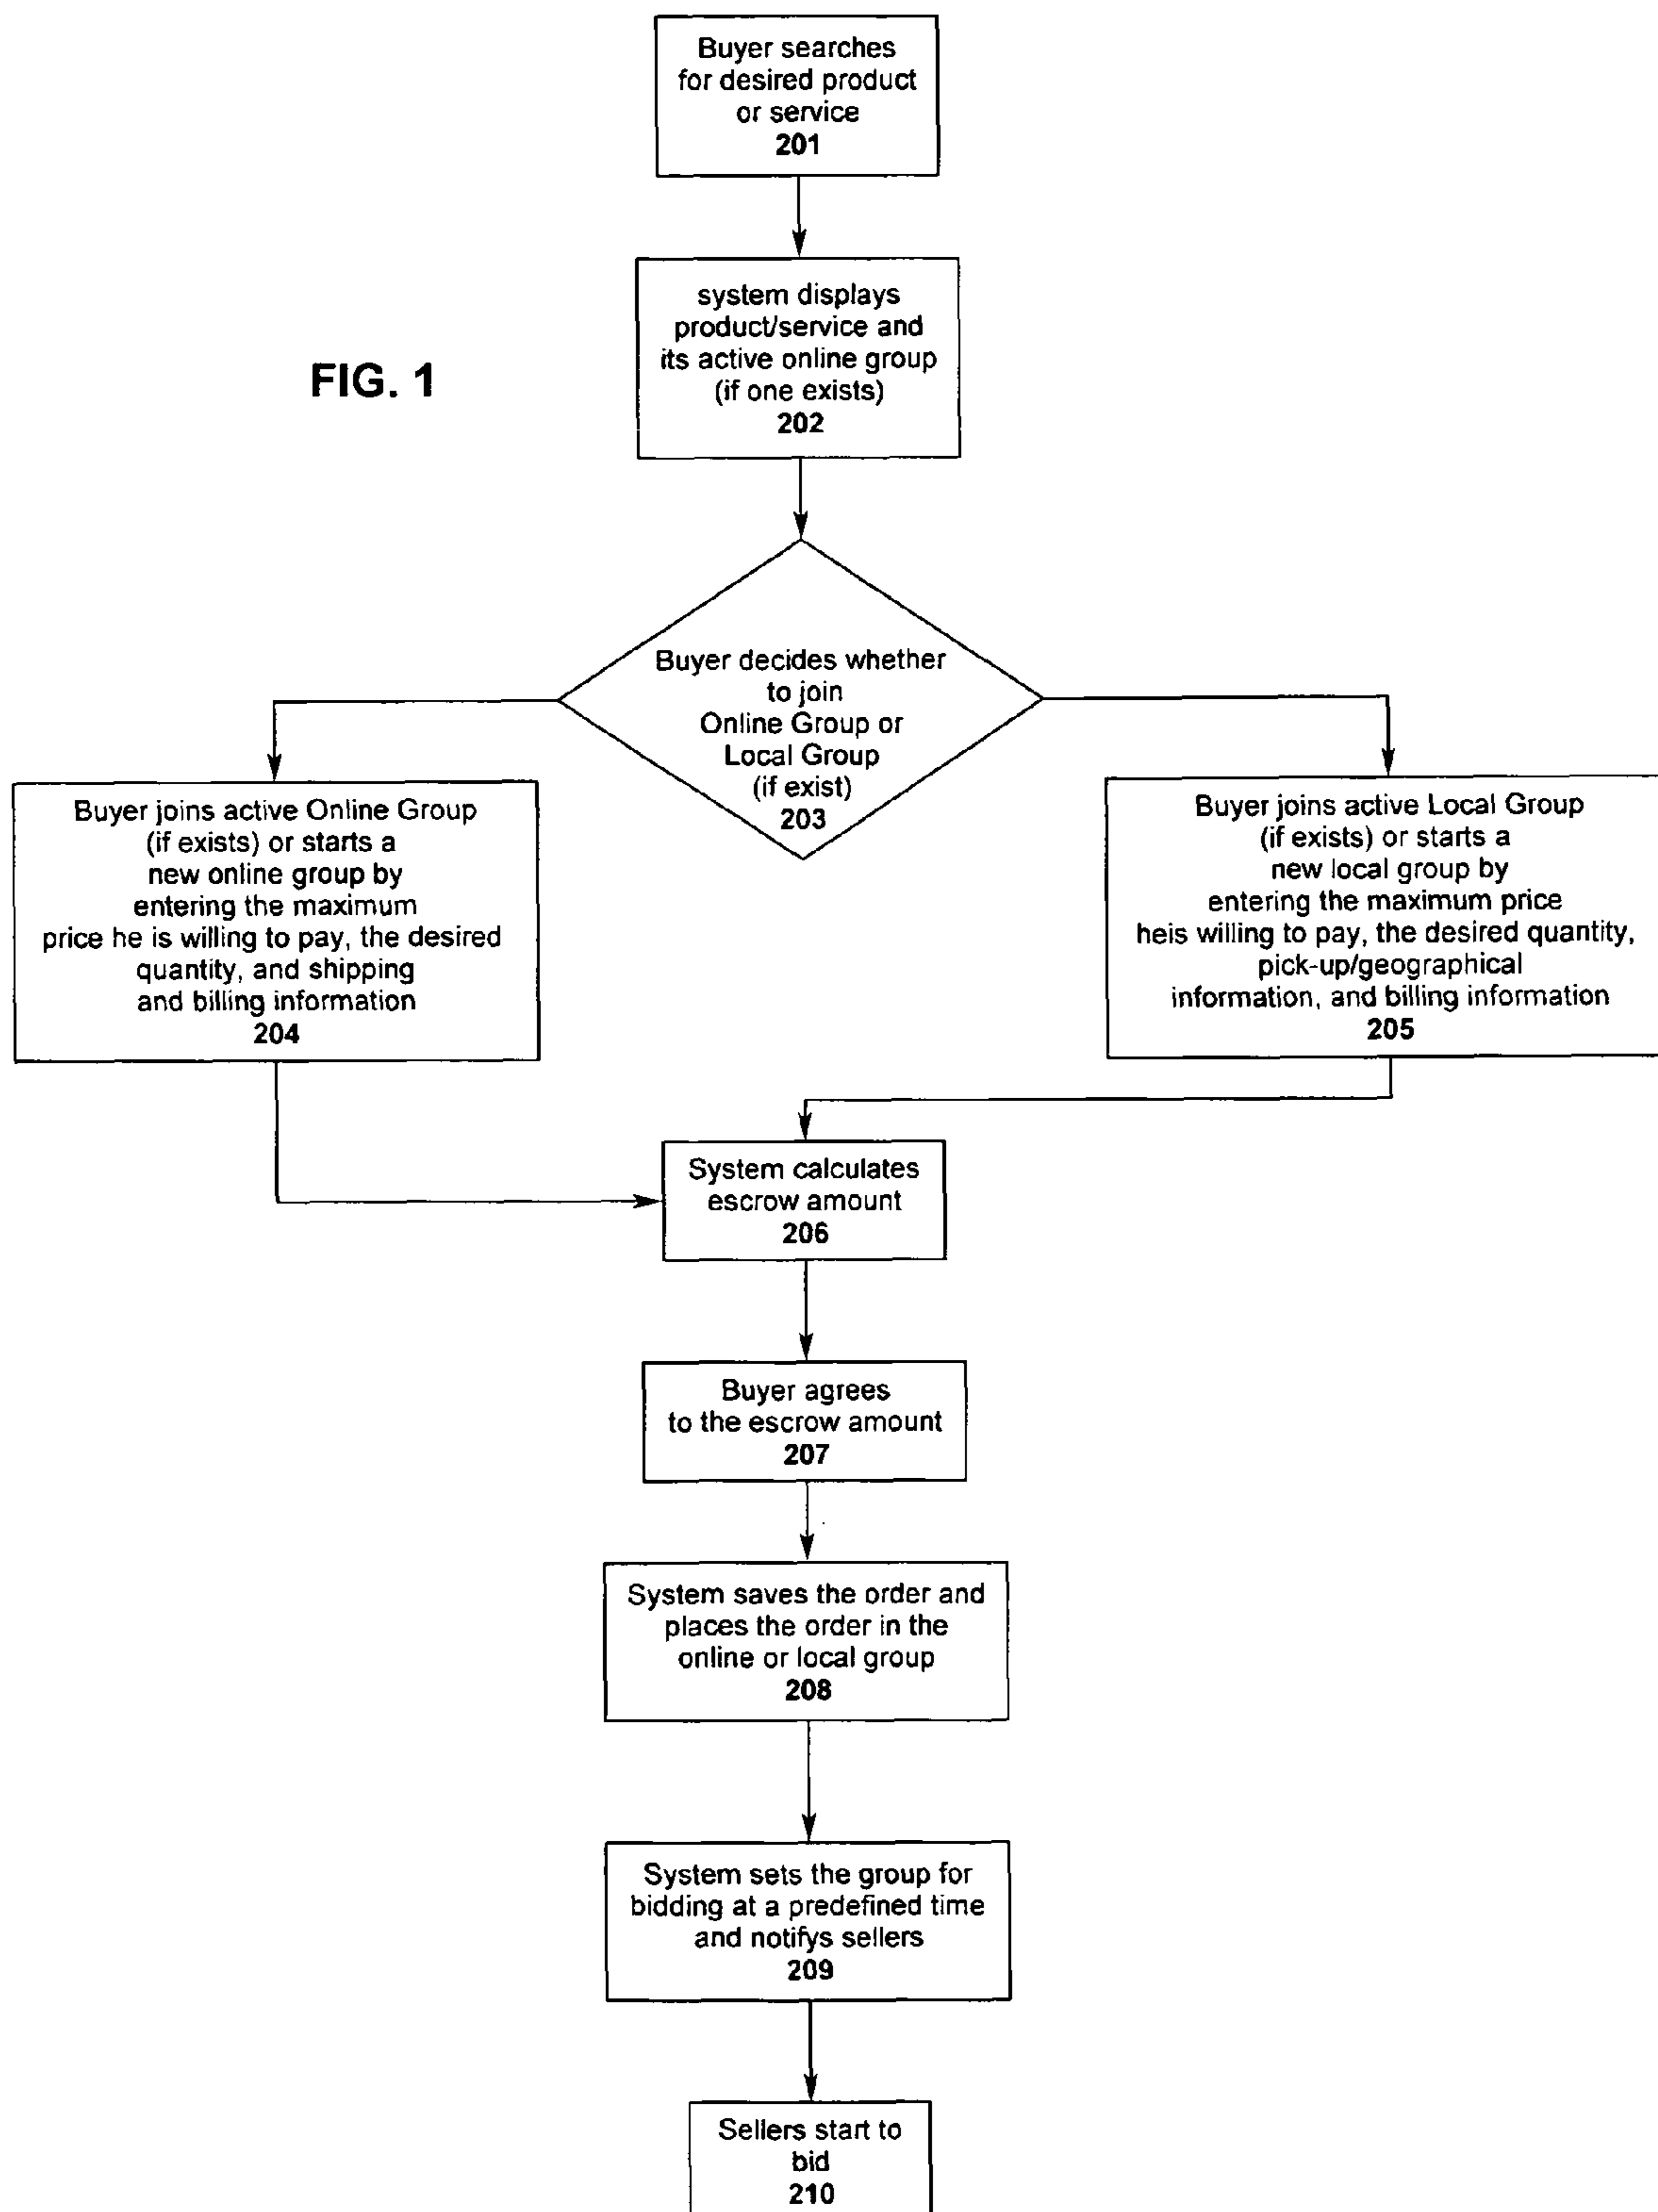 Buyer searches
for desired product
or service
201
system displays
product/service and
its active online group
(if one exists)
202
FIG. 1
Buyer decides whether
to join
Online Group or
Local Group
(if exist)
203
Buyer joins active Online Group
(if exists) or starts a
new online group by
entering the maximum
price he is willing to pay, the desired
quantity, and shipping
and billing information
204
Buyer joins active Local Group
(if exists) or starts a
new local group by
entering the maximum price
heis willing to pay, the desired quantity,
pick-up/geographical
information, and billing information
205
System calculates
escrow amount
206
Buyer agrees
to the escrow amount
207
System saves the order and
places the order in the
online or local group
208
System sets the group for
bidding at a predefined time
and notifys sellers
209
Sellers start to
bid
210